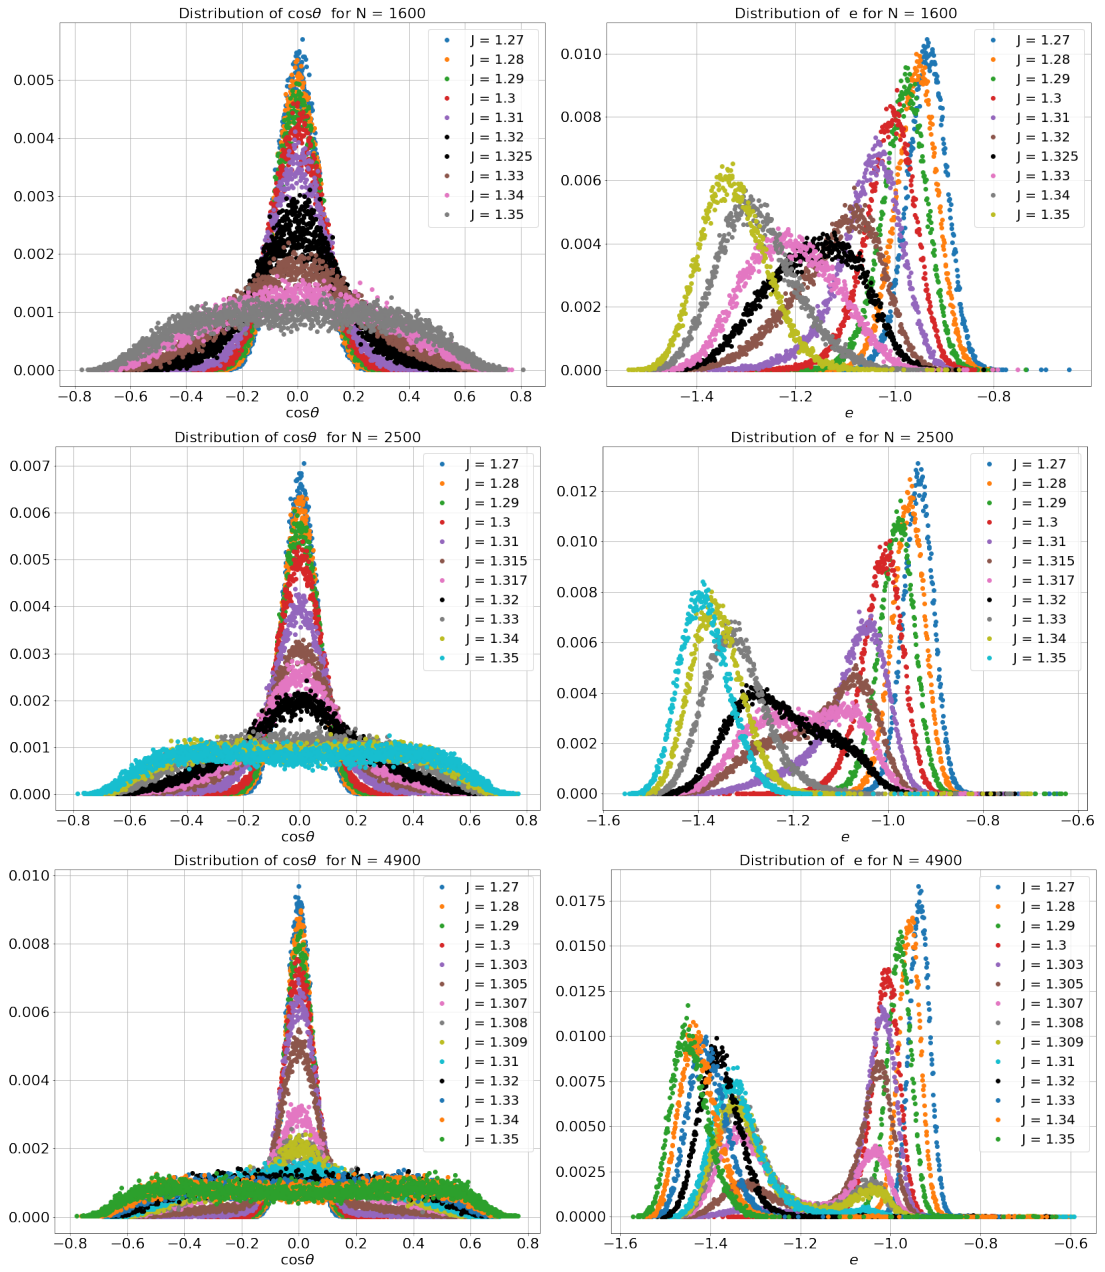 Distribution of cosθ for N = 1600
0.005
0.004
0.003
0.002
0.001
0.000
J = 1.27
J = 1.28
J = 1.29
J = 1.3
J = 1.31
J = 1.32
J = 1.325
J = 1.33
J = 1.34
J = 1.35
−0.8 −0.6 −0.4 −0.2 0.0 0.2 0.4 0.6 0.8
cosθ
Distribution of e for N = 1600
0.010
0.008
0.006
0.004
0.002
0.000
J = 1.27
J = 1.28
J = 1.29
J = 1.3
J = 1.31
J = 1.32
J = 1.325
J = 1.33
J = 1.34
J = 1.35
−1.4 −1.2 −1.0 −0.8
e
Distribution of cosθ for N = 2500
0.007
0.006
0.005
0.004
0.003
0.002
0.001
0.000
J = 1.27
J = 1.28
J = 1.29
J = 1.3
J = 1.31
J = 1.315
J = 1.317
J = 1.32
J = 1.33
J = 1.34
J = 1.35
−0.8 −0.6 −0.4 −0.2 0.0 0.2 0.4 0.6 0.8
cosθ
Distribution of e for N = 2500
0.012
0.010
0.008
0.006
0.004
0.002
0.000
J = 1.27
J = 1.28
J = 1.29
J = 1.3
J = 1.31
J = 1.315
J = 1.317
J = 1.32
J = 1.33
J = 1.34
J = 1.35
−1.6 −1.4 −1.2 −1.0 −0.8 −0.6
e
Distribution of cosθ for N = 4900
0.010
0.008
0.006
0.004
0.002
0.000
J = 1.27
J = 1.28
J = 1.29
J = 1.3
J = 1.303
J = 1.305
J = 1.307
J = 1.308
J = 1.309
J = 1.31
J = 1.32
J = 1.33
J = 1.34
J = 1.35
−0.8 −0.6 −0.4 −0.2 0.0 0.2 0.4 0.6 0.8
cosθ
Distribution of e for N = 4900
0.0175
0.0150
0.0125
0.0100
0.0075
0.0050
0.0025
0.0000
J = 1.27
J = 1.28
J = 1.29
J = 1.3
J = 1.303
J = 1.305
J = 1.307
J = 1.308
J = 1.309
J = 1.31
J = 1.32
J = 1.33
J = 1.34
J = 1.35
−1.6 −1.4 −1.2 −1.0 −0.8 −0.6
e